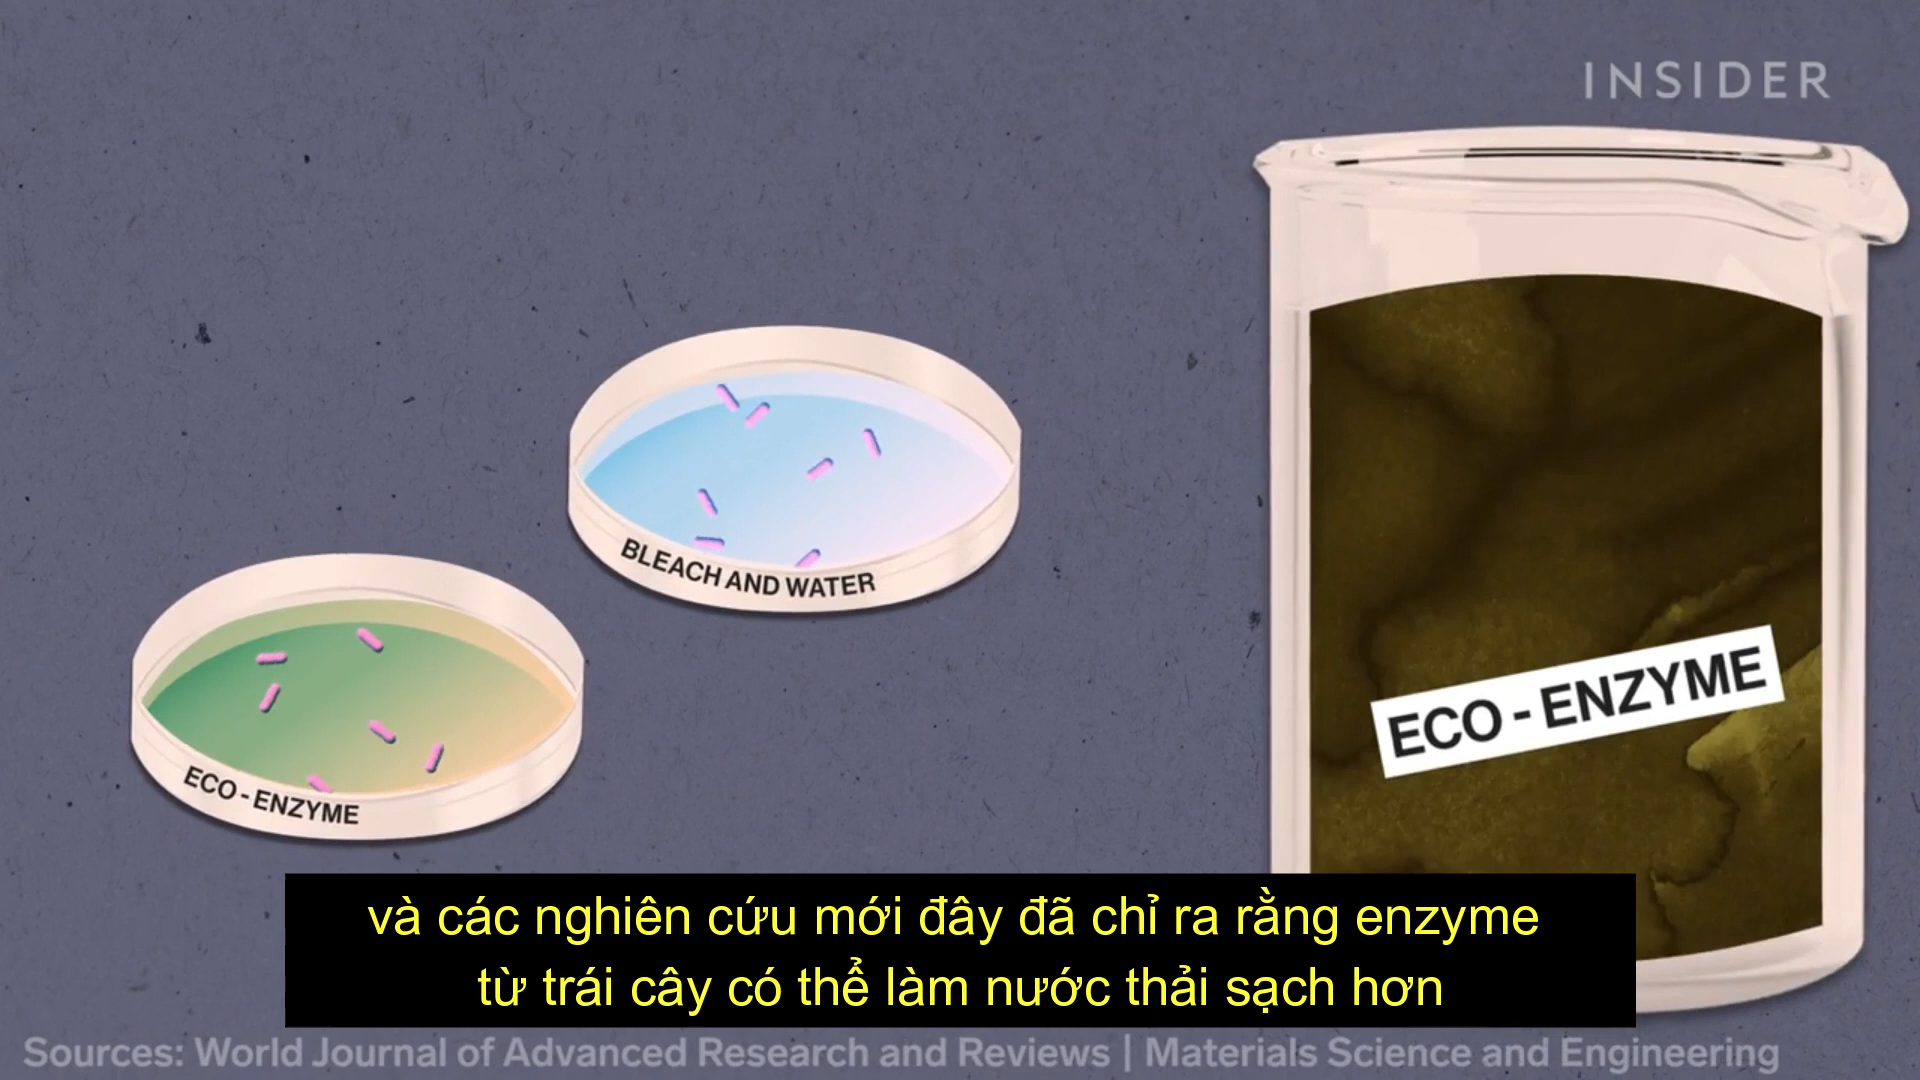 INSIDER
BLEACH AND WATER
ECO - ENZYME
ECO - ENZYME
và các nghiên cứu mới đây đã chỉ ra rằng enzyme
từ trái cây có thể làm nước thải sạch hơn
Sources: World Journal of Advanced Research and Reviews | Materials Science and Engineering